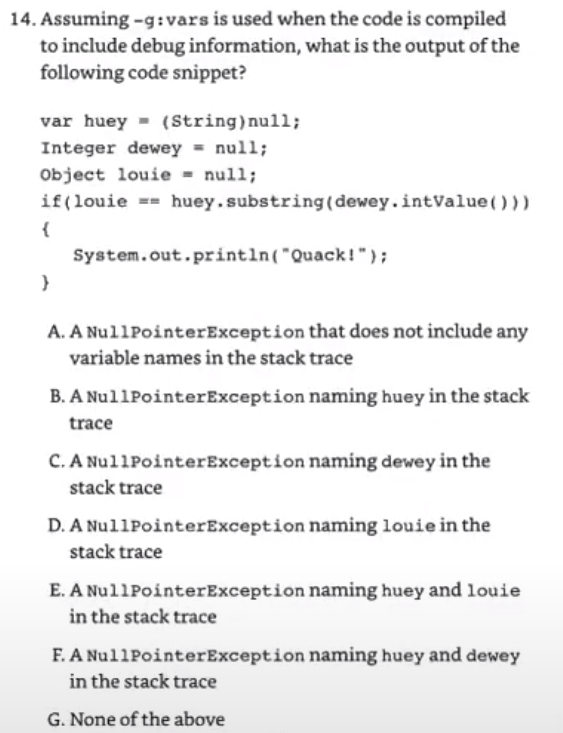 14. Assuming -g:vars is used when the code is compiled
to include debug information, what is the output of the
following code snippet?
var huey = (String)null;
Integer dewey = null;
Object louie = null;
if(louie == huey.substring(dewey.intValue()))
{
System.out.println("Quack!");
}
A. A NullPointerException that does not include any
variable names in the stack trace
B. A NullPointerException naming huey in the stack
trace
C. A NullPointerException naming dewey in the
stack trace
D. A NullPointerException naming louie in the
stack trace
E. A NullPointerException naming huey and louie
in the stack trace
F. A NullPointerException naming huey and dewey
in the stack trace
G. None of the above